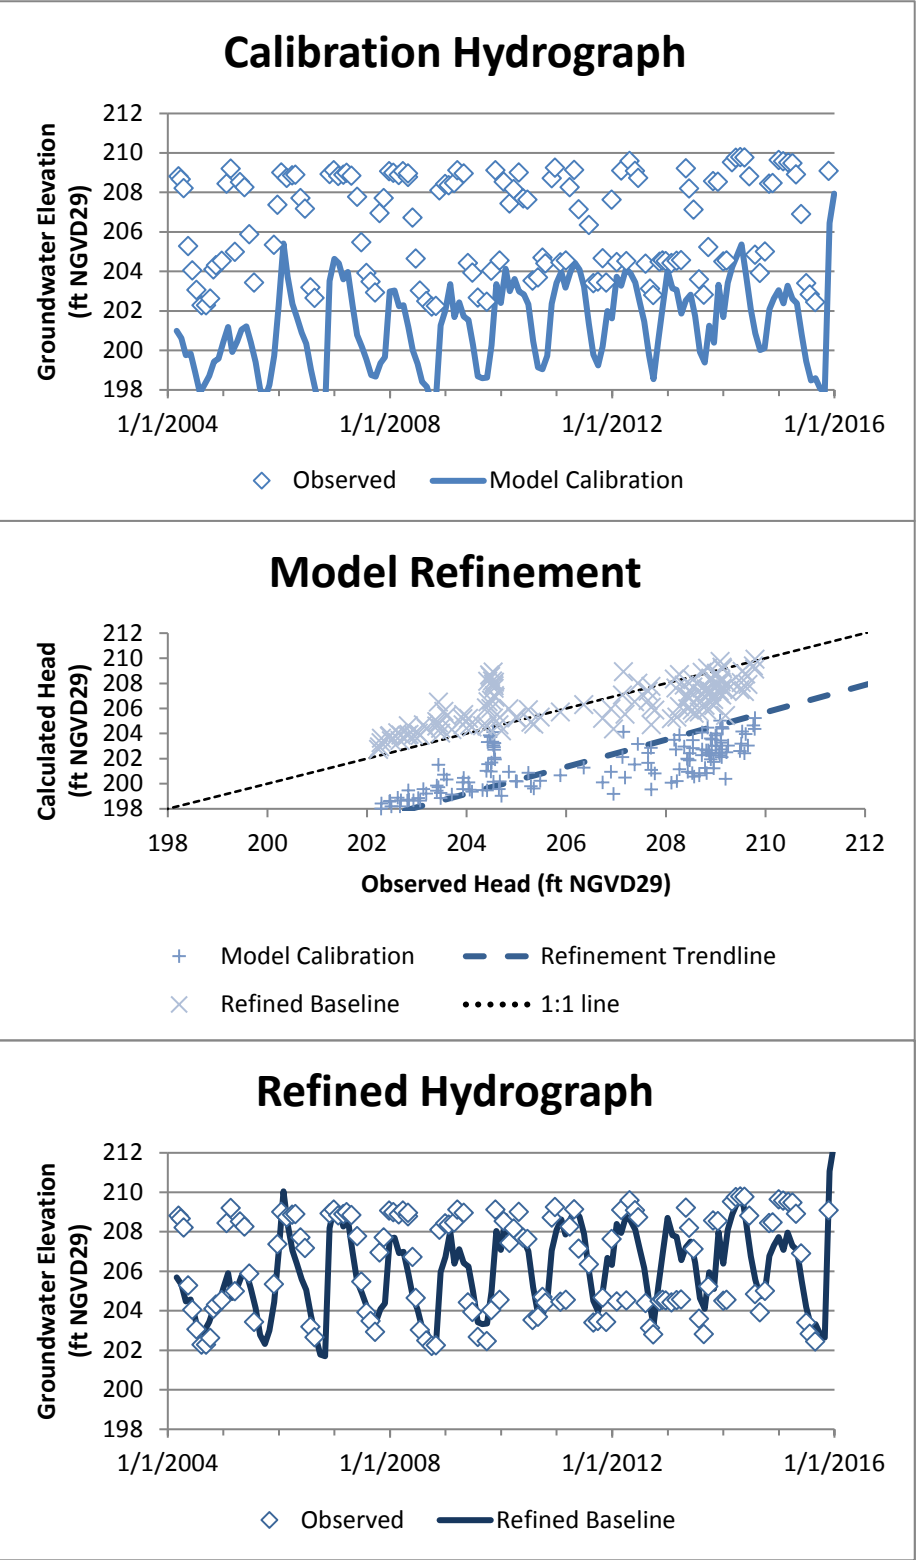 Calibration Hydrograph
Groundwater Elevation
(ft NGVD29)
212
210
208
206
204
202
200
198
1/1/2004 1/1/2008 1/1/2012 1/1/2016
Observed Model Calibration
Model Refinement
Calculated Head
(ft NGVD29)
212
210
208
206
204
202
200
198
198 200 202 204 206 208 210 212
Observed Head (ft NGVD29)
Model Calibration Refinement Trendline
Refined Baseline 1:1 line
Refined Hydrograph
Groundwater Elevation
(ft NGVD29)
212
210
208
206
204
202
200
198
1/1/2004 1/1/2008 1/1/2012 1/1/2016
Observed Refined Baseline